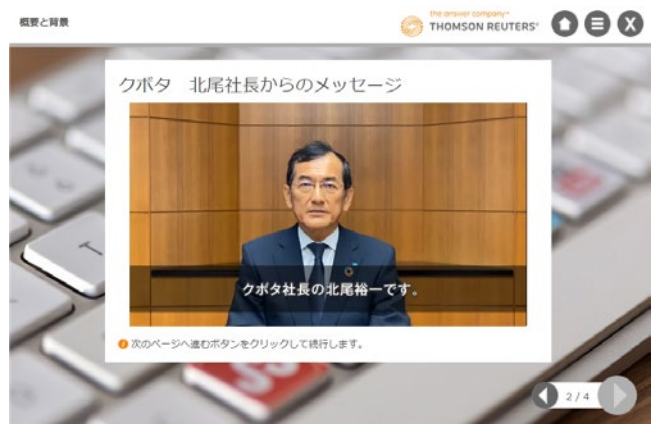 概要と背景
the answer company™
THOMSON REUTERS®
クボタ 北尾社長からのメッセージ
クボタ社長の北尾裕一です。
次のページへ進むボタンをクリックして続行します。
2 / 4